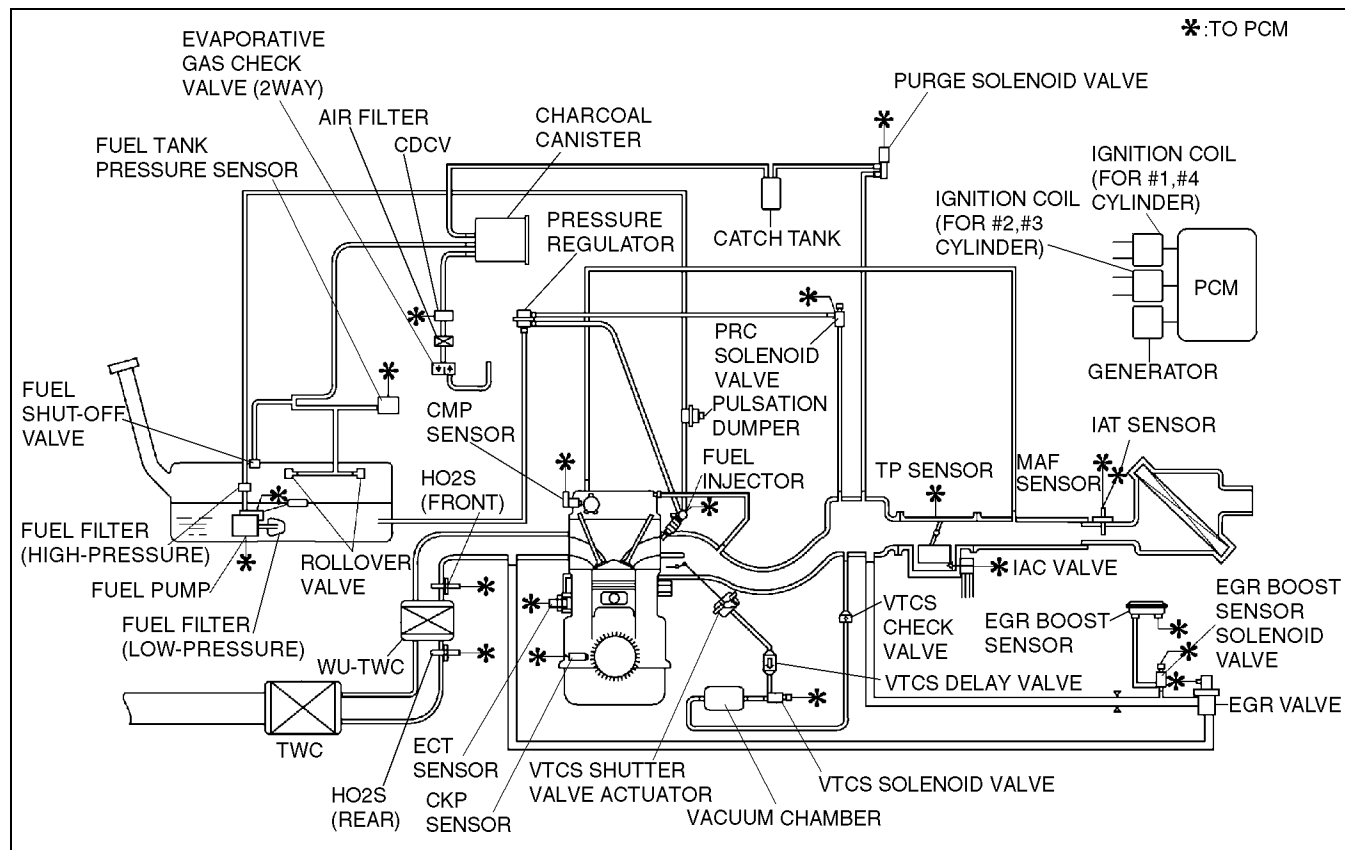 ✱:TO PCM
EVAPORATIVE
GAS CHECK
VALVE (2WAY)
AIR FILTER
CDCV
CHARCOAL
CANISTER
PURGE SOLENOID VALVE
FUEL TANK
PRESSURE SENSOR
IGNITION COIL
(FOR #1,#4
CYLINDER)
IGNITION COIL
(FOR #2,#3
CYLINDER)
PRESSURE
REGULATOR
CATCH TANK
PCM
PRC
SOLENOID
VALVE
GENERATOR
FUEL
SHUT-OFF
VALVE
CMP
SENSOR
PULSATION
DUMPER
IAT SENSOR
HO2S
(FRONT)
FUEL
INJECTOR
TP SENSOR
MAF
SENSOR
FUEL FILTER
(HIGH-PRESSURE)
ROLLOVER
VALVE
FUEL PUMP
IAC VALVE
FUEL FILTER
(LOW-PRESSURE)
WU-TWC
VTCS
CHECK
VALVE
EGR BOOST
SENSOR
EGR BOOST
SENSOR
SOLENOID
VALVE
VTCS DELAY VALVE
EGR VALVE
TWC
ECT
SENSOR
VTCS SHUTTER
VALVE ACTUATOR
VTCS SOLENOID VALVE
HO2S
(REAR)
CKP
SENSOR
VACUUM CHAMBER